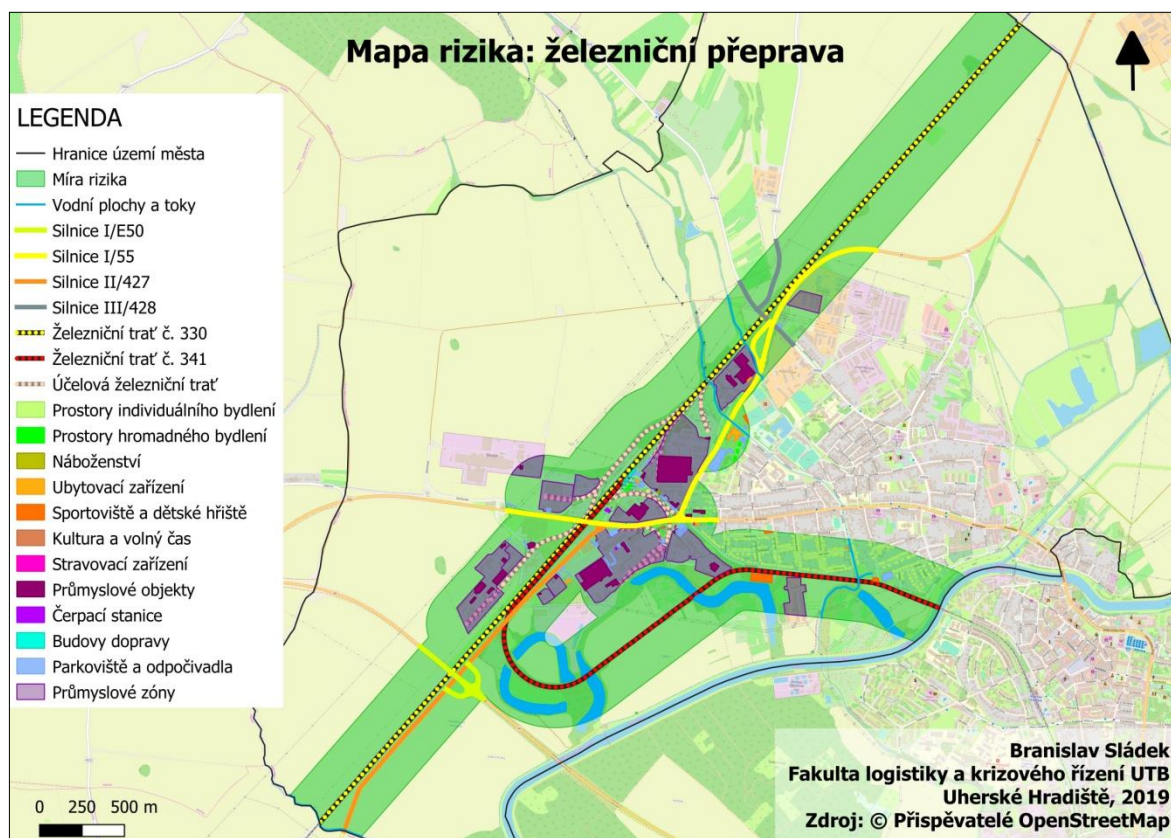 Mapa rizika: železniční přeprava
LEGENDA
Hranice území města
Míra rizika
Vodní plochy a toky
Silnice I/E50
Silnice I/55
Silnice II/427
Silnice III/428
Železniční trať č. 330
Železniční trať č. 341
Účelová železniční trať
Prostory individuálního bydlení
Prostory hromadného bydlení
Náboženství
Ubytovací zařízení
Sportoviště a dětské hřiště
Kultura a volný čas
Stravovací zařízení
Průmyslové objekty
Čerpací stanice
Budovy dopravy
Parkoviště a odpočivadla
Průmyslové zóny
0 250 500 m
Branislav Sládek
Fakulta logistiky a krizového řízení UTB
Uherské Hradiště, 2019
Zdroj: © Přispěvatelé OpenStreetMap